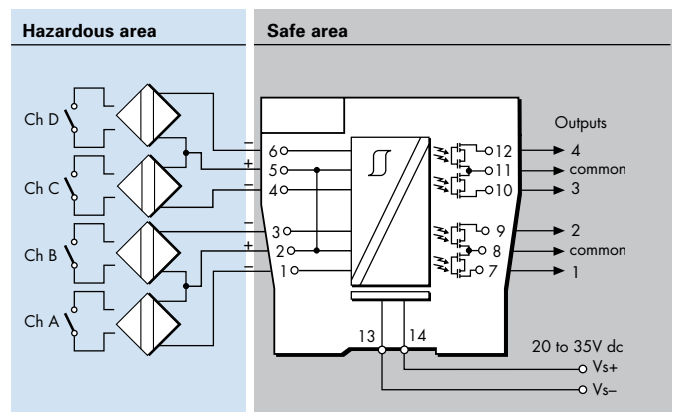 Hazardous area
Safe area
Ch D
Ch C
Ch B
Ch A
−
+
−
−
+
−
6
5
4
3
2
1
12
11
10
9
8
7
Outputs
4
common
3
2
common
1
13
14
20 to 35V dc
Vs+
Vs−